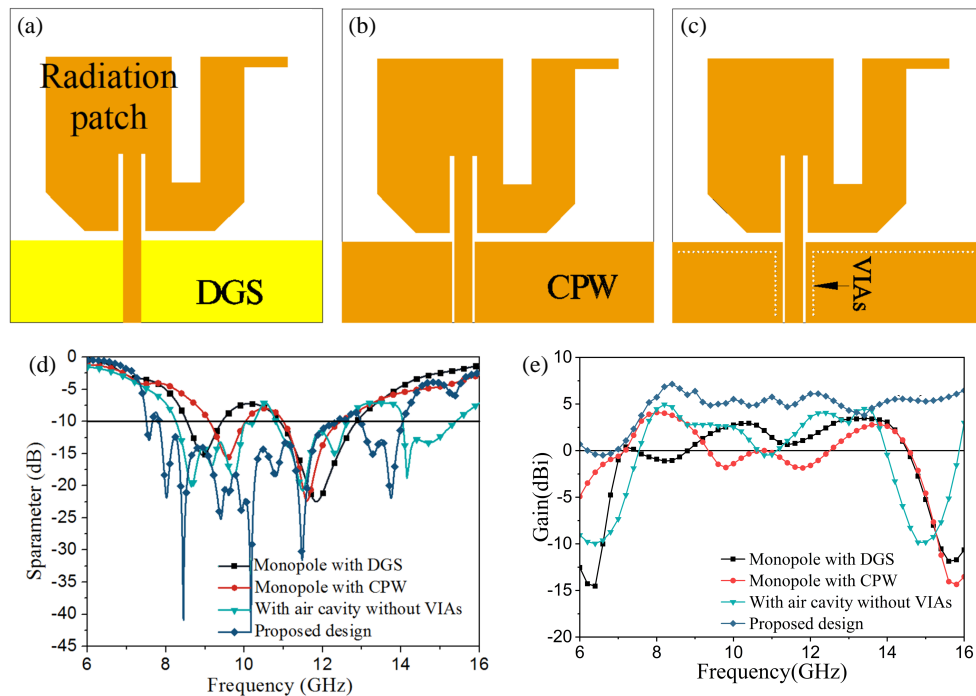 (a)
(b)
(c)
Radiation
patch
DGS
CPW
VIAs
(d)
0
-5
-10
-15
-20
-25
-30
-35
-40
-45
Sparameter (dB)
6
8
10
12
14
16
Frequency (GHz)
Monopole with DGS
Monopole with CPW
With air cavity without VIAs
Proposed design
(e)
10
5
0
-5
-10
-15
-20
Gain(dBi)
6
8
10
12
14
16
Frequency(GHz)
Monopole with DGS
Monopole with CPW
With air cavity without VIAs
Proposed design